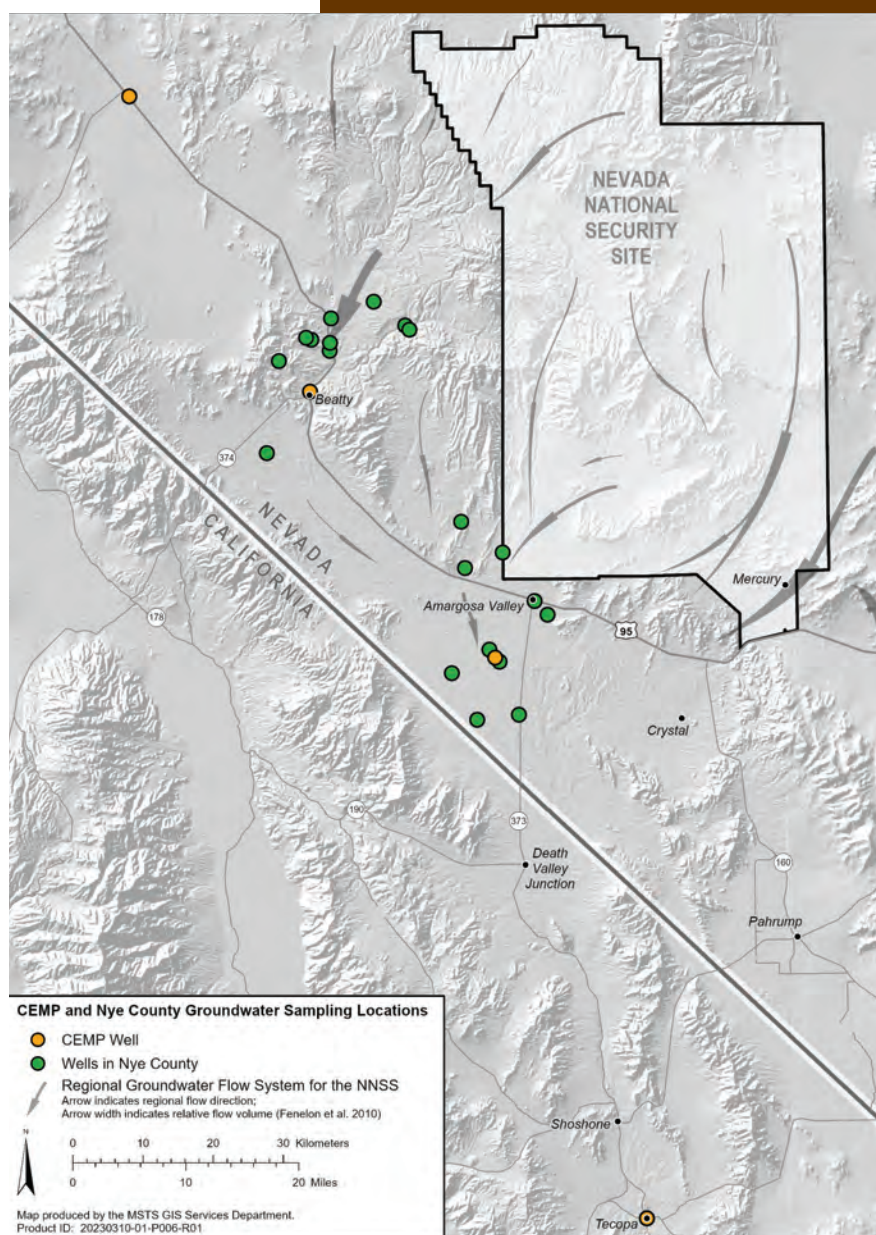 NEVADA
NATIONAL
SECURITY
SITE
Beatty
374
NEVADA
CALIFORNIA
Mercury
Amargosa Valley
95
178
Crystal
190
373
Death
Valley
Junction
160
Pahrump
Shoshone
Tecopa
CEMP and Nye County Groundwater Sampling Locations
CEMP Well
Wells in Nye County
Regional Groundwater Flow System for the NNSS
Arrow indicates regional flow direction;
Arrow width indicates relative flow volume (Fenelon et al. 2010)
N
0 10 20 30 Kilometers
0 10 20 Miles
Map produced by the MSTS GIS Services Department.
Product ID: 20230310-01-P006-R01